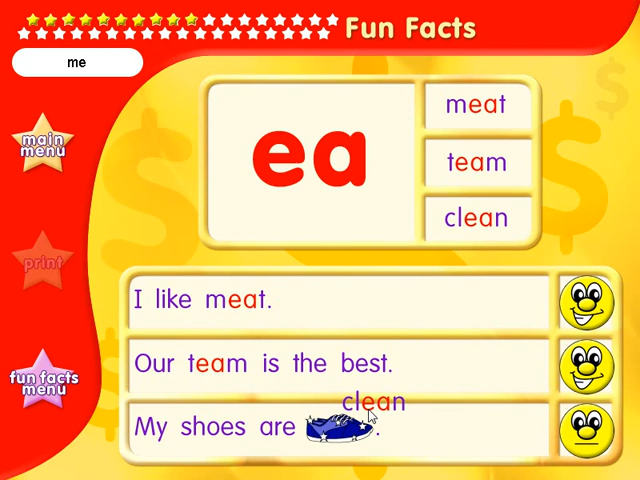 Fun Facts
me
main
menu
print
fun facts
menu
ea
meat
team
clean
I like meat.
Our team is the best.
clean
My shoes are .